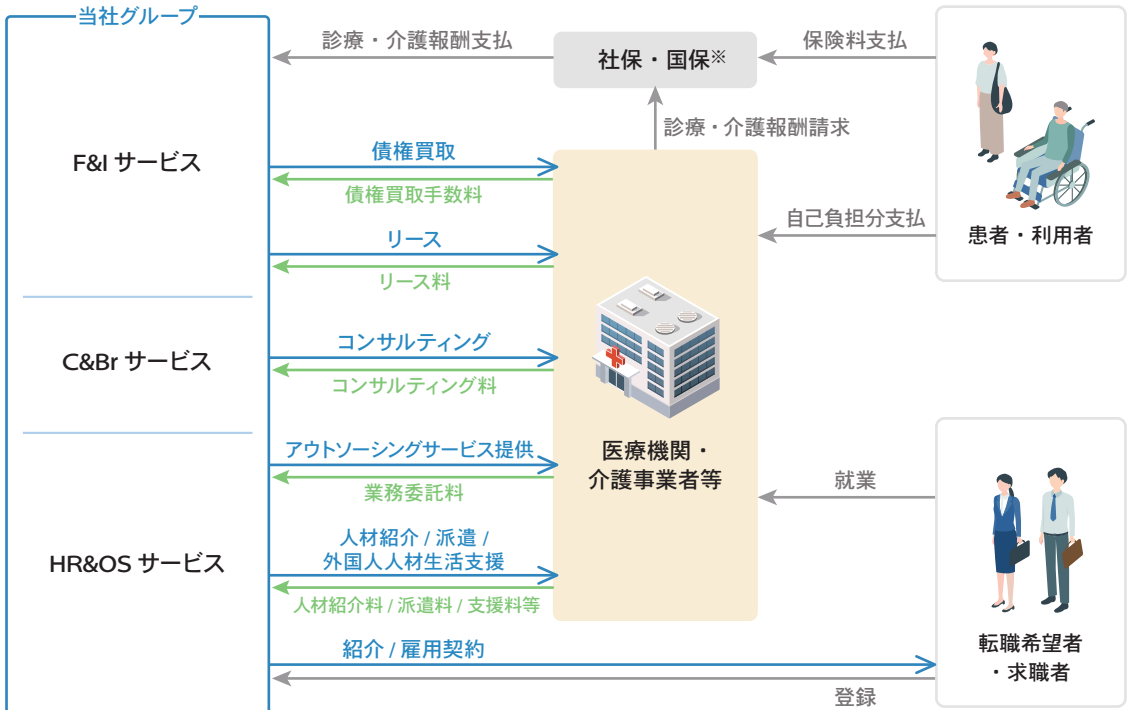 当社グループ
診療・介護報酬支払
社保・国保※
保険料支払
診療・介護報酬請求
F&I サービス
債権買取
債権買取手数料
リース
リース料
自己負担分支払
患者・利用者
C&Br サービス
コンサルティング
コンサルティング料
医療機関・
介護事業者等
HR&OS サービス
アウトソーシングサービス提供
業務委託料
人材紹介 / 派遣 /
外国人人材生活支援
人材紹介料 / 派遣料 / 支援料等
就業
紹介 / 雇用契約
登録
転職希望者
・求職者